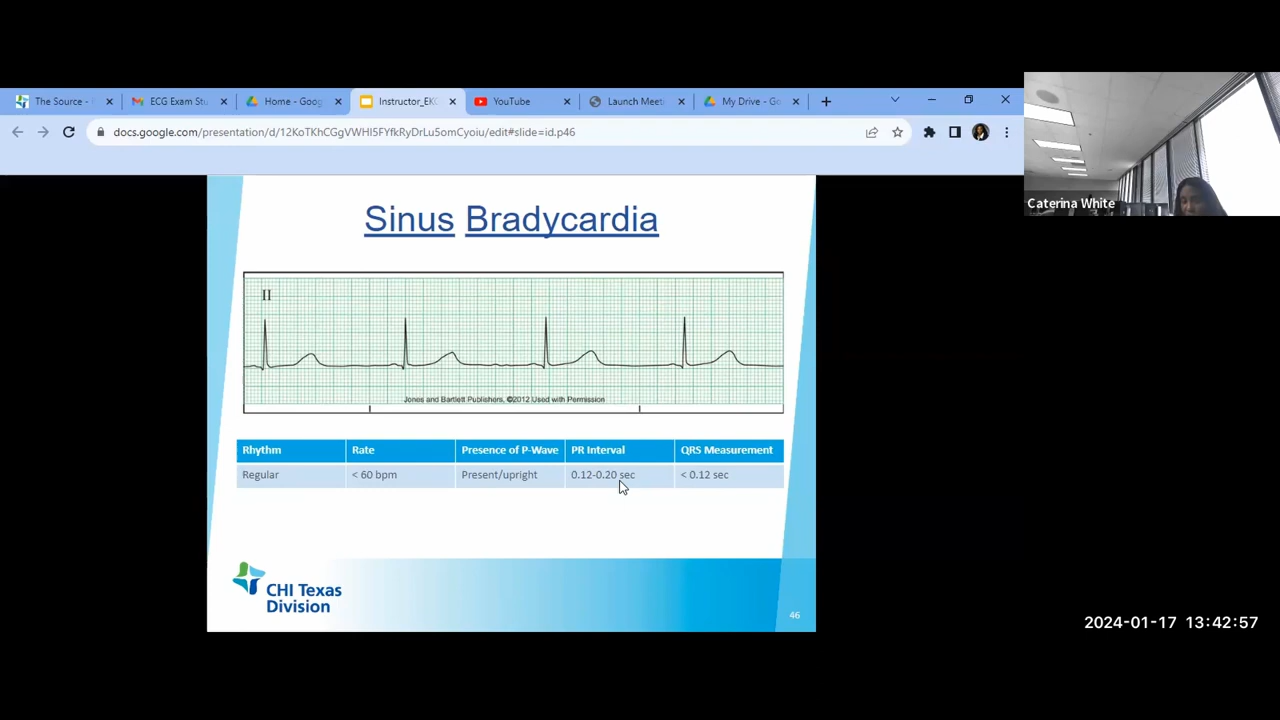 The Source -
ECG Exam Stu
Home - Goog
Instructor_EK
YouTube
Launch Meeti
My Drive - Go
docs.google.com/presentation/d/12KoTKhCGgVWHI5FYfkRyDrLu5omCyoiu/edit#slide=id.p46
Caterina White
Sinus Bradycardia
II
Jones and Bartlett Publishers, ©2012 Used with Permission
Rhythm Rate Presence of P-Wave PR Interval QRS Measurement
Regular < 60 bpm Present/upright 0.12-0.20 sec < 0.12 sec
CHI Texas
Division
46
2024-01-17 13:42:57